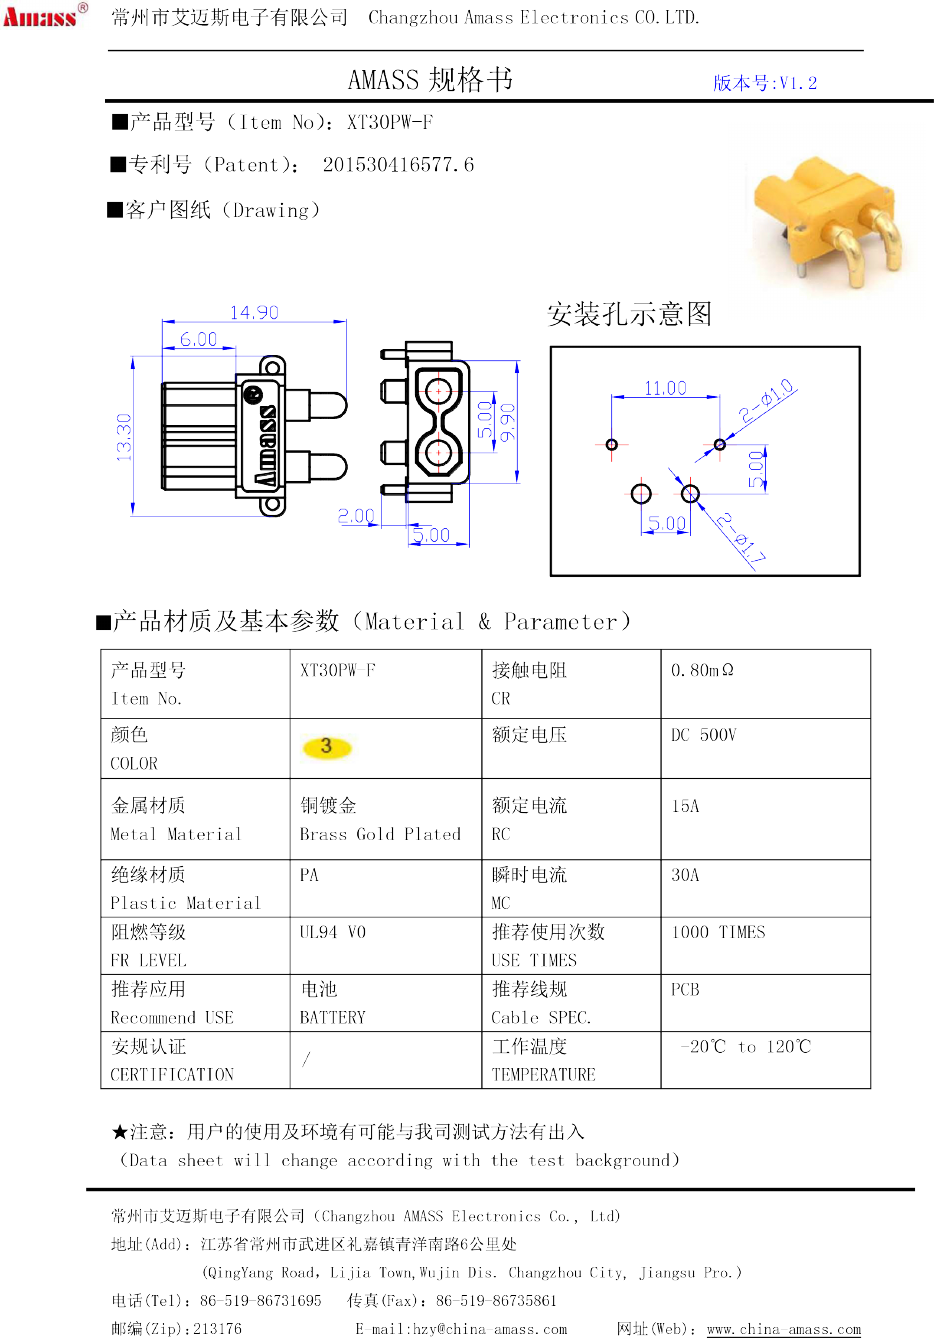 Amass® 常州市艾迈斯电子有限公司 Changzhou Amass Electronics CO.LTD.
AMASS 规格书 版本号:V1.2
■产品型号（Item No）：XT30PW-F
■专利号（Patent）： 201530416577.6
■客户图纸（Drawing）
14.90
6.00
13.30
Amass®
5.00
9.90
2.00
5.00
安装孔示意图
11.00
2-ø1.0
5.00
5.00
2-ø1.7
■产品材质及基本参数（Material & Parameter）
产品型号 XT30PW-F 接触电阻 0.80mΩ
Item No. CR
颜色 3 额定电压 DC 500V
COLOR
金属材质 铜镀金 额定电流 15A
Metal Material Brass Gold Plated RC
绝缘材质 PA 瞬时电流 30A
Plastic Material MC
阻燃等级 UL94 V0 推荐使用次数 1000 TIMES
FR LEVEL USE TIMES
推荐应用 电池 推荐线规 PCB
Recommend USE BATTERY Cable SPEC.
安规认证 / 工作温度 -20℃ to 120℃
CERTIFICATION TEMPERATURE
★注意：用户的使用及环境有可能与我司测试方法有出入
（Data sheet will change according with the test background）
常州市艾迈斯电子有限公司（Changzhou AMASS Electronics Co., Ltd)
地址(Add)：江苏省常州市武进区礼嘉镇青洋南路6公里处
(QingYang Road，Lijia Town,Wujin Dis. Changzhou City, Jiangsu Pro.)
电话(Tel)：86-519-86731695 传真(Fax)：86-519-86735861
邮编(Zip):213176 E-mail:hzy@china-amass.com 网址(Web)：www.china-amass.com